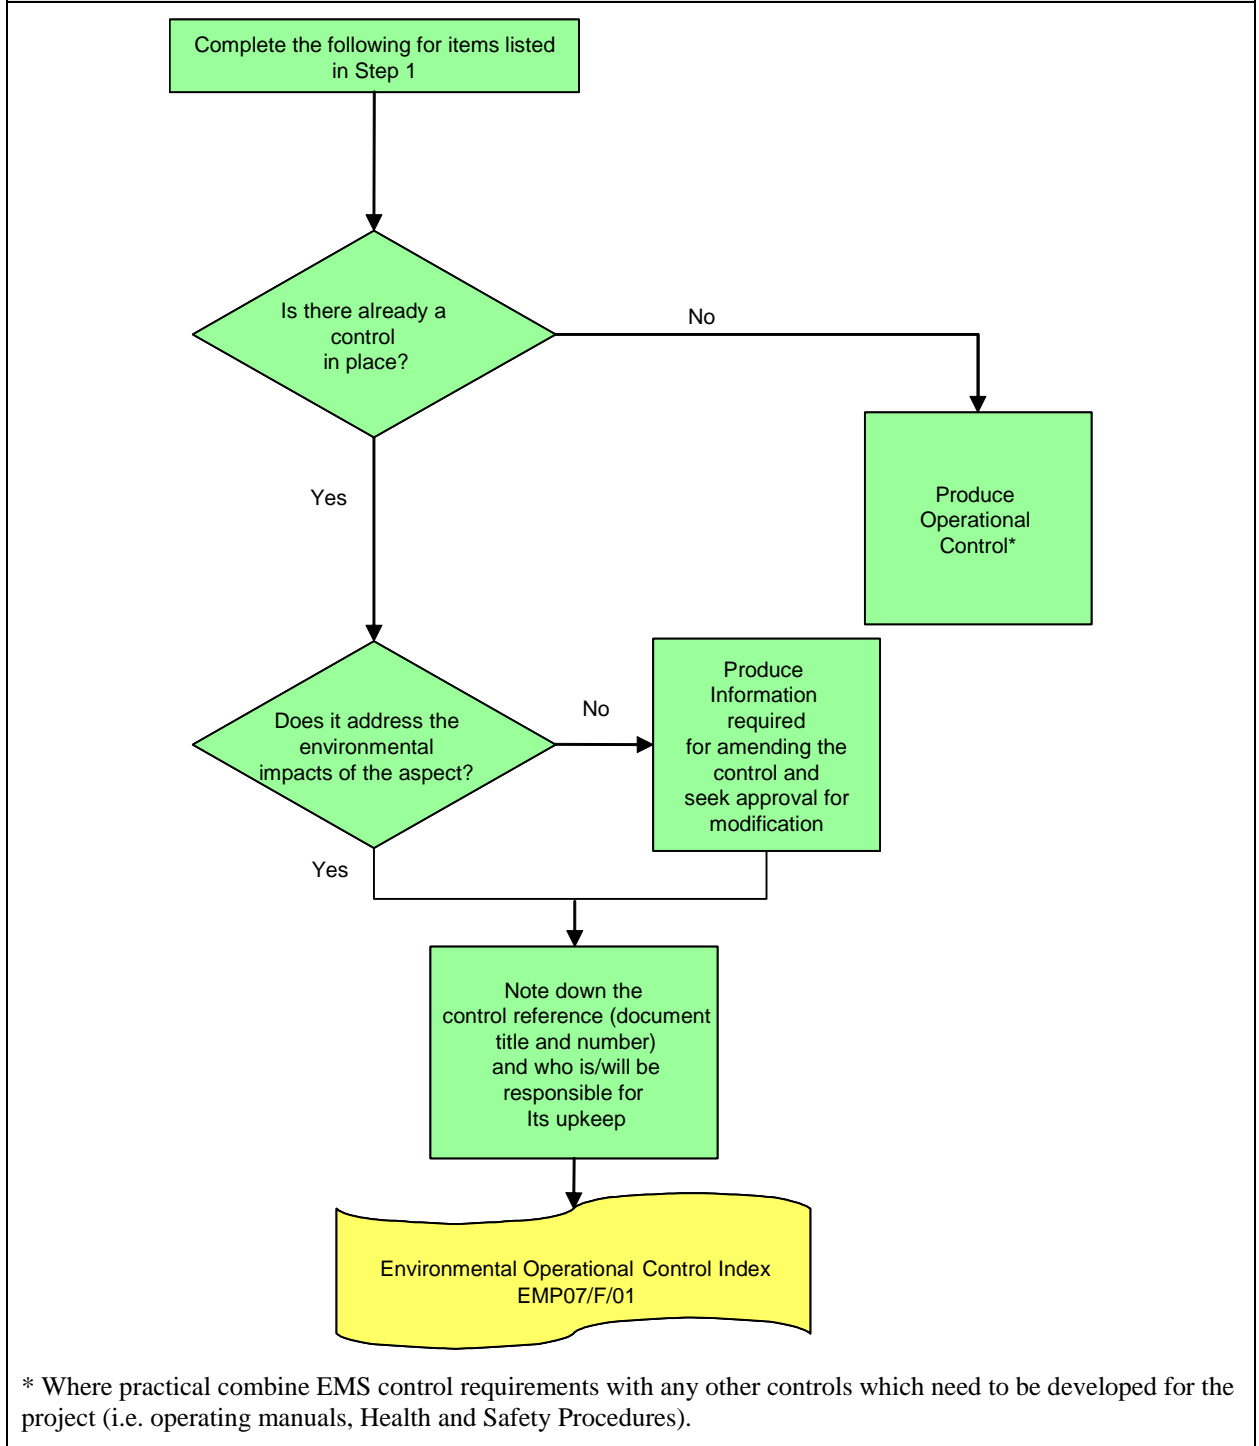 Complete the following for items listed
in Step 1
Is there already a
control
in place?
No
Yes
Produce
Operational
Control*
Does it address the
environmental
impacts of the aspect?
No
Produce
Information
required
for amending the
control and
seek approval for
modification
Yes
Note down the
control reference (document
title and number)
and who is/will be
responsible for
Its upkeep
Environmental Operational Control Index
EMP07/F/01
* Where practical combine EMS control requirements with any other controls which need to be developed for the
project (i.e. operating manuals, Health and Safety Procedures).